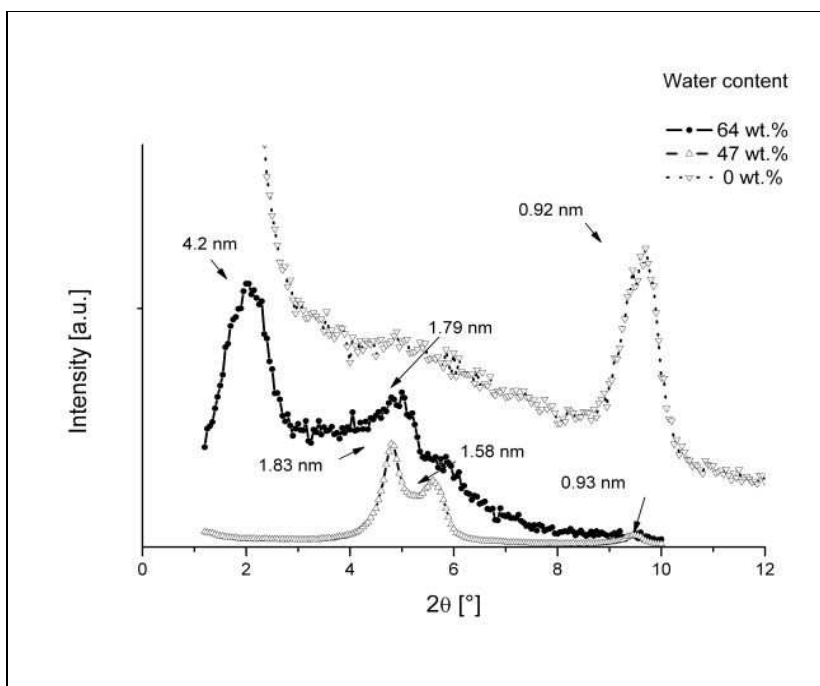 Water content
64 wt.%
47 wt.%
0 wt.%
0.92 nm
4.2 nm
1.79 nm
1.83 nm
1.58 nm
0.93 nm
Intensity [a.u.]
0 2 4 6 8 10 12
2θ [°]